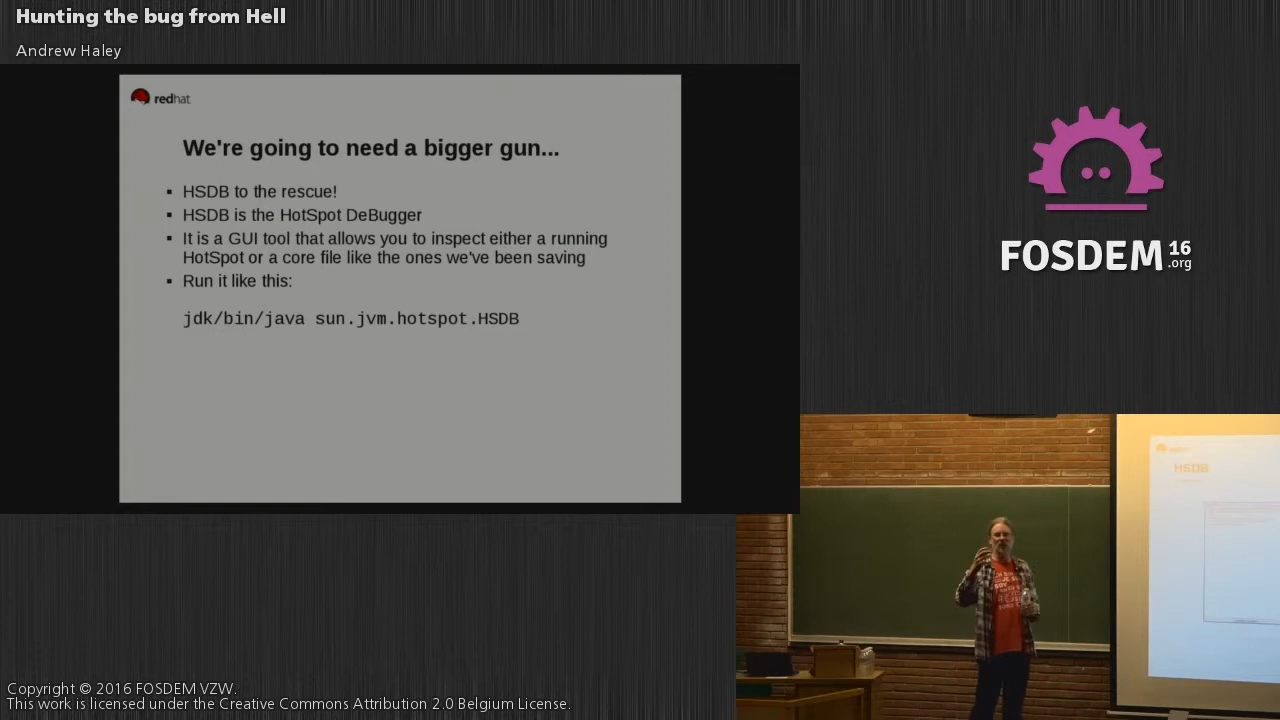 Hunting the bug from Hell
Andrew Haley
redhat
We're going to need a bigger gun...
▪ HSDB to the rescue!
▪ HSDB is the HotSpot DeBugger
▪ It is a GUI tool that allows you to inspect either a running
HotSpot or a core file like the ones we've been saving
▪ Run it like this:
jdk/bin/java sun.jvm.hotspot.HSDB
FOSDEM 16
.org
redhat
HSDB
SOY
Copyright © 2016 FOSDEM VZW.
This work is licensed under the Creative Commons Attribution 2.0 Belgium License.